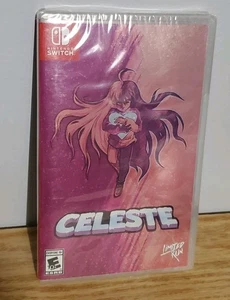 NINTENDO
SWITCH
CELESTE
E
LIMITED
RUN